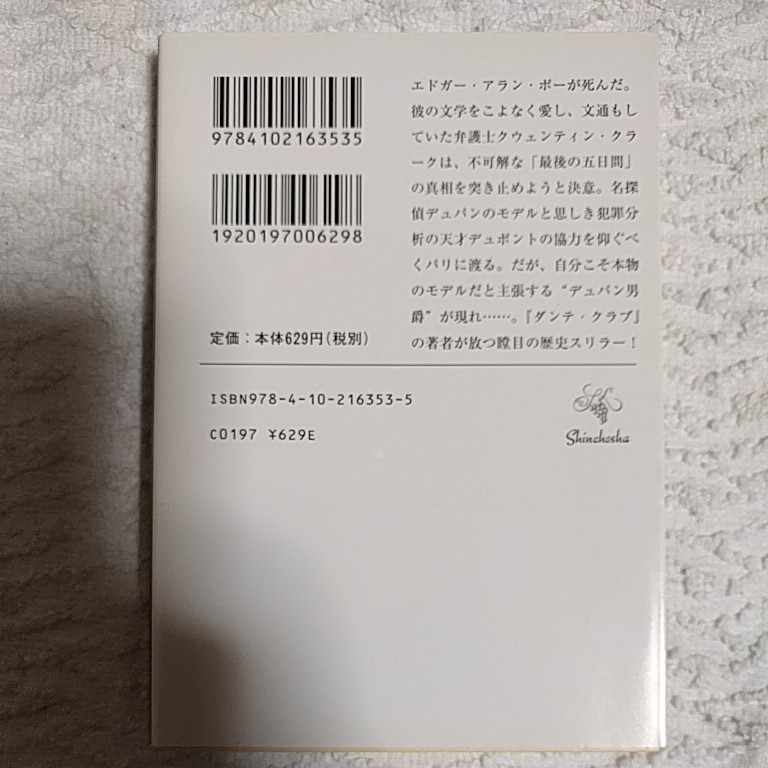 9784102163535
1920197006298
定価：本体629円（税別）
ISBN978-4-10-216353-5
C0197 ¥629E
エドガー・アラン・ポーが死んだ。
彼の文学をこよなく愛し、文通もし
ていた弁護士クウェンティン・クラ
ークは、不可解な「最後の五日間」
の真相を突き止めようと決意。名探
偵デュパンのモデルと思しき犯罪分
析の天才デュポントの協力を仰ぐべ
くパリに渡る。だが、自分こそ本物
のモデルだと主張する“デュパン男
爵”が現れ……。『ダンテ・クラブ』
の著者が放つ瞠目の歴史スリラー！
Shinchosha